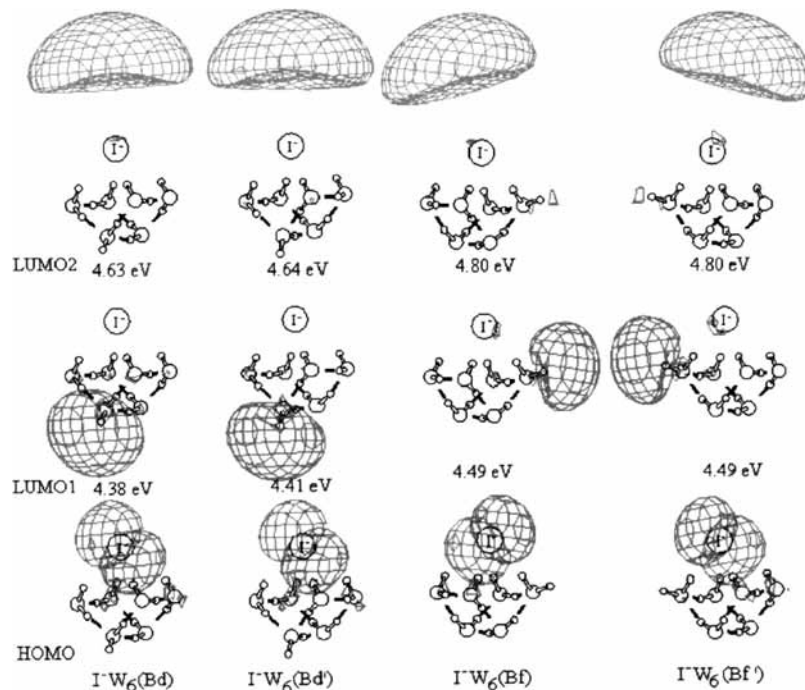 I⁻ I⁻ I⁻ I⁻
LUMO2 4.63 eV 4.64 eV 4.80 eV 4.80 eV
I⁻ I⁻ I⁻ I⁻
LUMO1 4.38 eV 4.41 eV 4.49 eV 4.49 eV
I⁻ I⁻ I⁻ I⁻
HOMO
I⁻W₆(Bd) I⁻W₆(Bd') I⁻W₆(Bf) I⁻W₆(Bf')